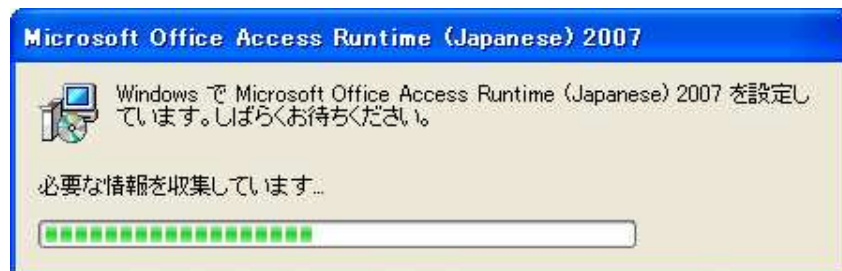 Microsoft Office Access Runtime (Japanese) 2007
Windows で Microsoft Office Access Runtime (Japanese) 2007 を設定し
ています。しばらくお待ちください。
必要な情報を収集しています...